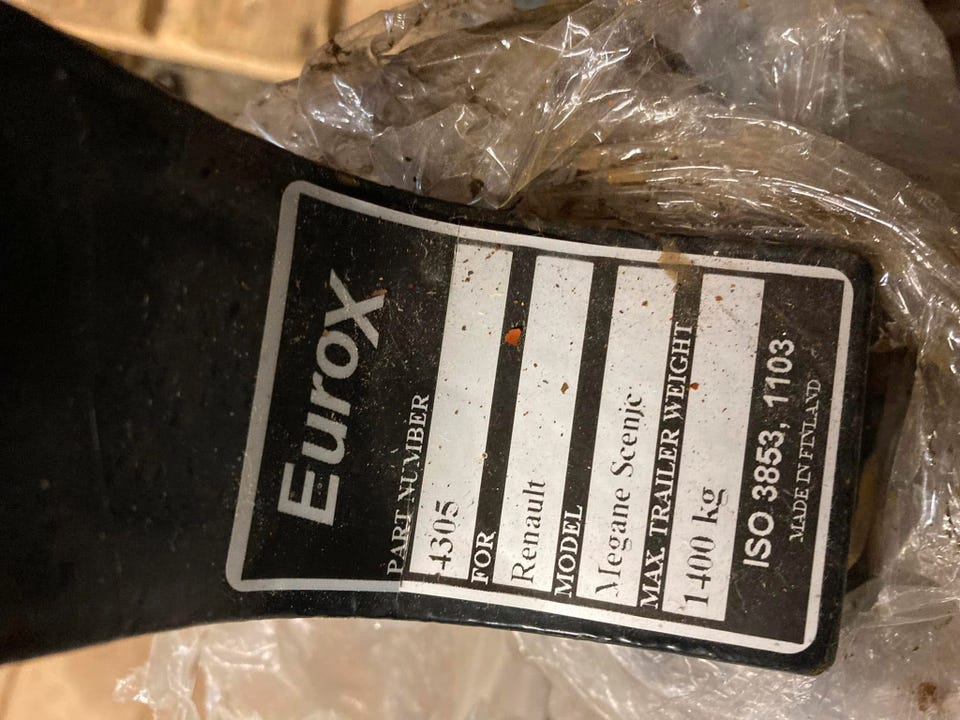 Eurox
PART NUMBER
4305
FOR
Renault
MODEL
Megane Scenic
MAX. TRAILER WEIGHT
1400 kg
ISO 3853, 1103
MADE IN FINLAND